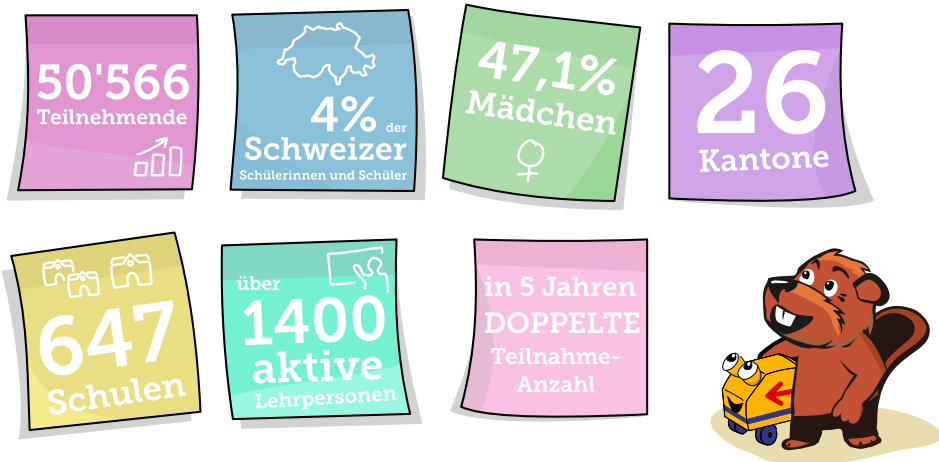 50'566
Teilnehmende
4% der
Schweizer
Schülerinnen und Schüler
47,1%
Mädchen
26
Kantone
647
Schulen
über
1400
aktive
Lehrpersonen
in 5 Jahren
DOPPELTE
Teilnahme-
Anzahl